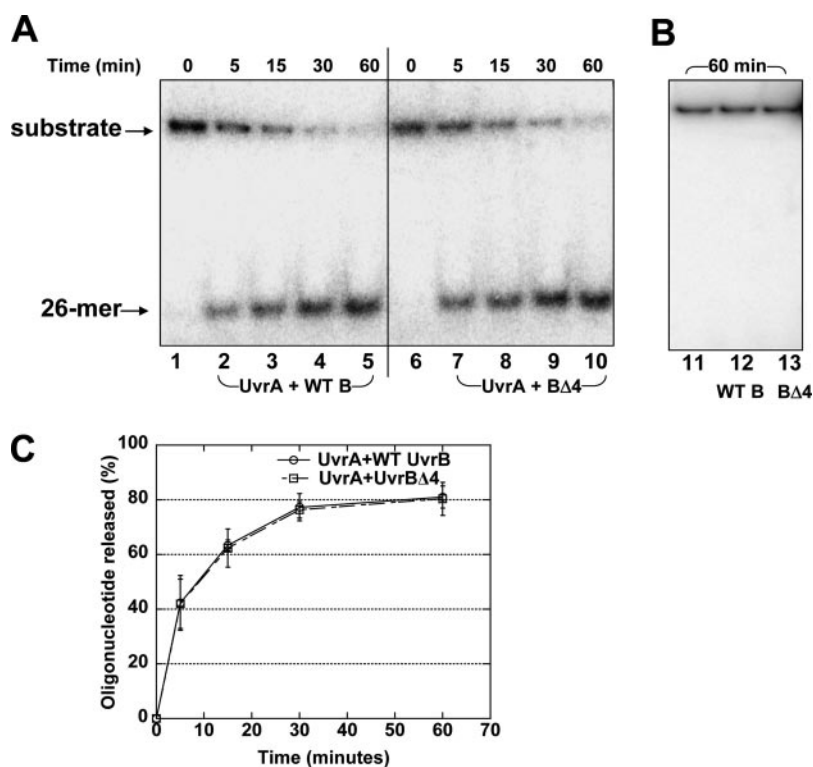 A
Time (min) 0 5 15 30 60 0 5 15 30 60
substrate
26-mer
1 2 3 4 5 6 7 8 9 10
UvrA + WT B UvrA + BΔ4
B
60 min
11 12 13
WT B BΔ4
C
UvrA+WT UvrB
UvrA+UvrBΔ4
Oligonucleotide released (%)
100
80
60
40
20
0
0 10 20 30 40 50 60 70
Time (minutes)